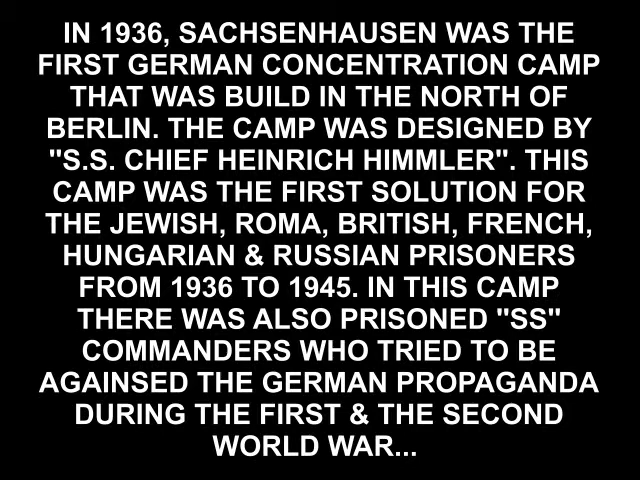 IN 1936, SACHSENHAUSEN WAS THE
FIRST GERMAN CONCENTRATION CAMP
THAT WAS BUILD IN THE NORTH OF
BERLIN. THE CAMP WAS DESIGNED BY
"S.S. CHIEF HEINRICH HIMMLER". THIS
CAMP WAS THE FIRST SOLUTION FOR
THE JEWISH, ROMA, BRITISH, FRENCH,
HUNGARIAN & RUSSIAN PRISONERS
FROM 1936 TO 1945. IN THIS CAMP
THERE WAS ALSO PRISONED "SS"
COMMANDERS WHO TRIED TO BE
AGAINSED THE GERMAN PROPAGANDA
DURING THE FIRST & THE SECOND
WORLD WAR...